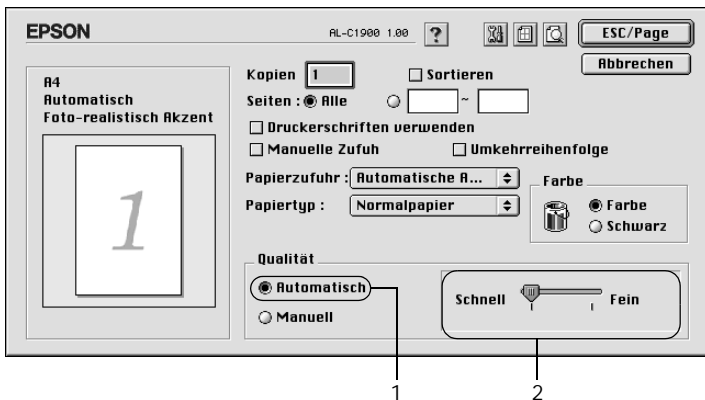 EPSON
AL-C1900 1.00
?
ESC/Page
Abbrechen
A4
Automatisch
Foto-realistisch Akzent
1
Kopien 1
Sortieren
Seiten : Alle ~
Druckerschriften verwenden
Manuelle Zufuh
Umkehrreihenfolge
Papierzufuhr : Automatische A...
Papiertyp : Normalpapier
Farbe
Farbe
Schwarz
Qualität
Automatisch
Manuell
Schnell
Fein
1
2